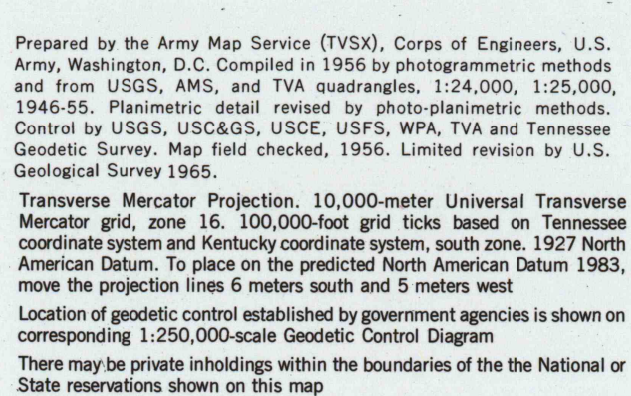 Prepared by the Army Map Service (TVSX), Corps of Engineers, U.S.
Army, Washington, D.C. Compiled in 1956 by photogrammetric methods
and from USGS, AMS, and TVA quadrangles, 1:24,000, 1:25,000,
1946-55. Planimetric detail revised by photo-planimetric methods.
Control by USGS, USC&GS, USCE, USFS, WPA, TVA and Tennessee
Geodetic Survey. Map field checked, 1956. Limited revision by U.S.
Geological Survey 1965.
Transverse Mercator Projection. 10,000-meter Universal Transverse
Mercator grid, zone 16. 100,000-foot grid ticks based on Tennessee
coordinate system and Kentucky coordinate system, south zone. 1927 North
American Datum. To place on the predicted North American Datum 1983,
move the projection lines 6 meters south and 5 meters west
Location of geodetic control established by government agencies is shown on
corresponding 1:250,000-scale Geodetic Control Diagram
There may be private inholdings within the boundaries of the the National or
State reservations shown on this map